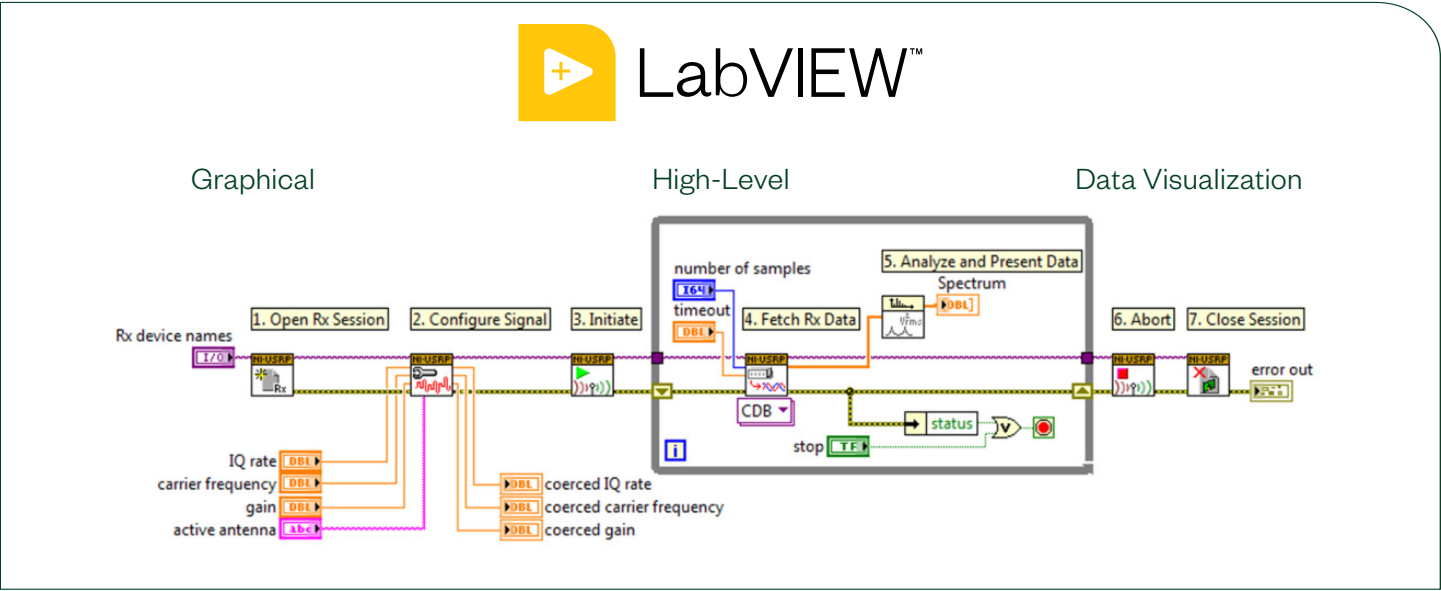 LabVIEW™
Graphical
High-Level
Data Visualization
1. Open Rx Session
2. Configure Signal
3. Initiate
number of samples
I64
timeout
DBL
4. Fetch Rx Data
5. Analyze and Present Data
Spectrum
DBL]
6. Abort
7. Close Session
Rx device names
I/O
NI-USRP
Rx
NI-USRP
NI-USRP
NI-USRP
Vrms
NI-USRP
NI-USRP
error out
CDB
status
V
stop
TF
i
IQ rate
DBL
carrier frequency
DBL
gain
DBL
active antenna
abc
DBL
coerced IQ rate
DBL
coerced carrier frequency
DBL
coerced gain